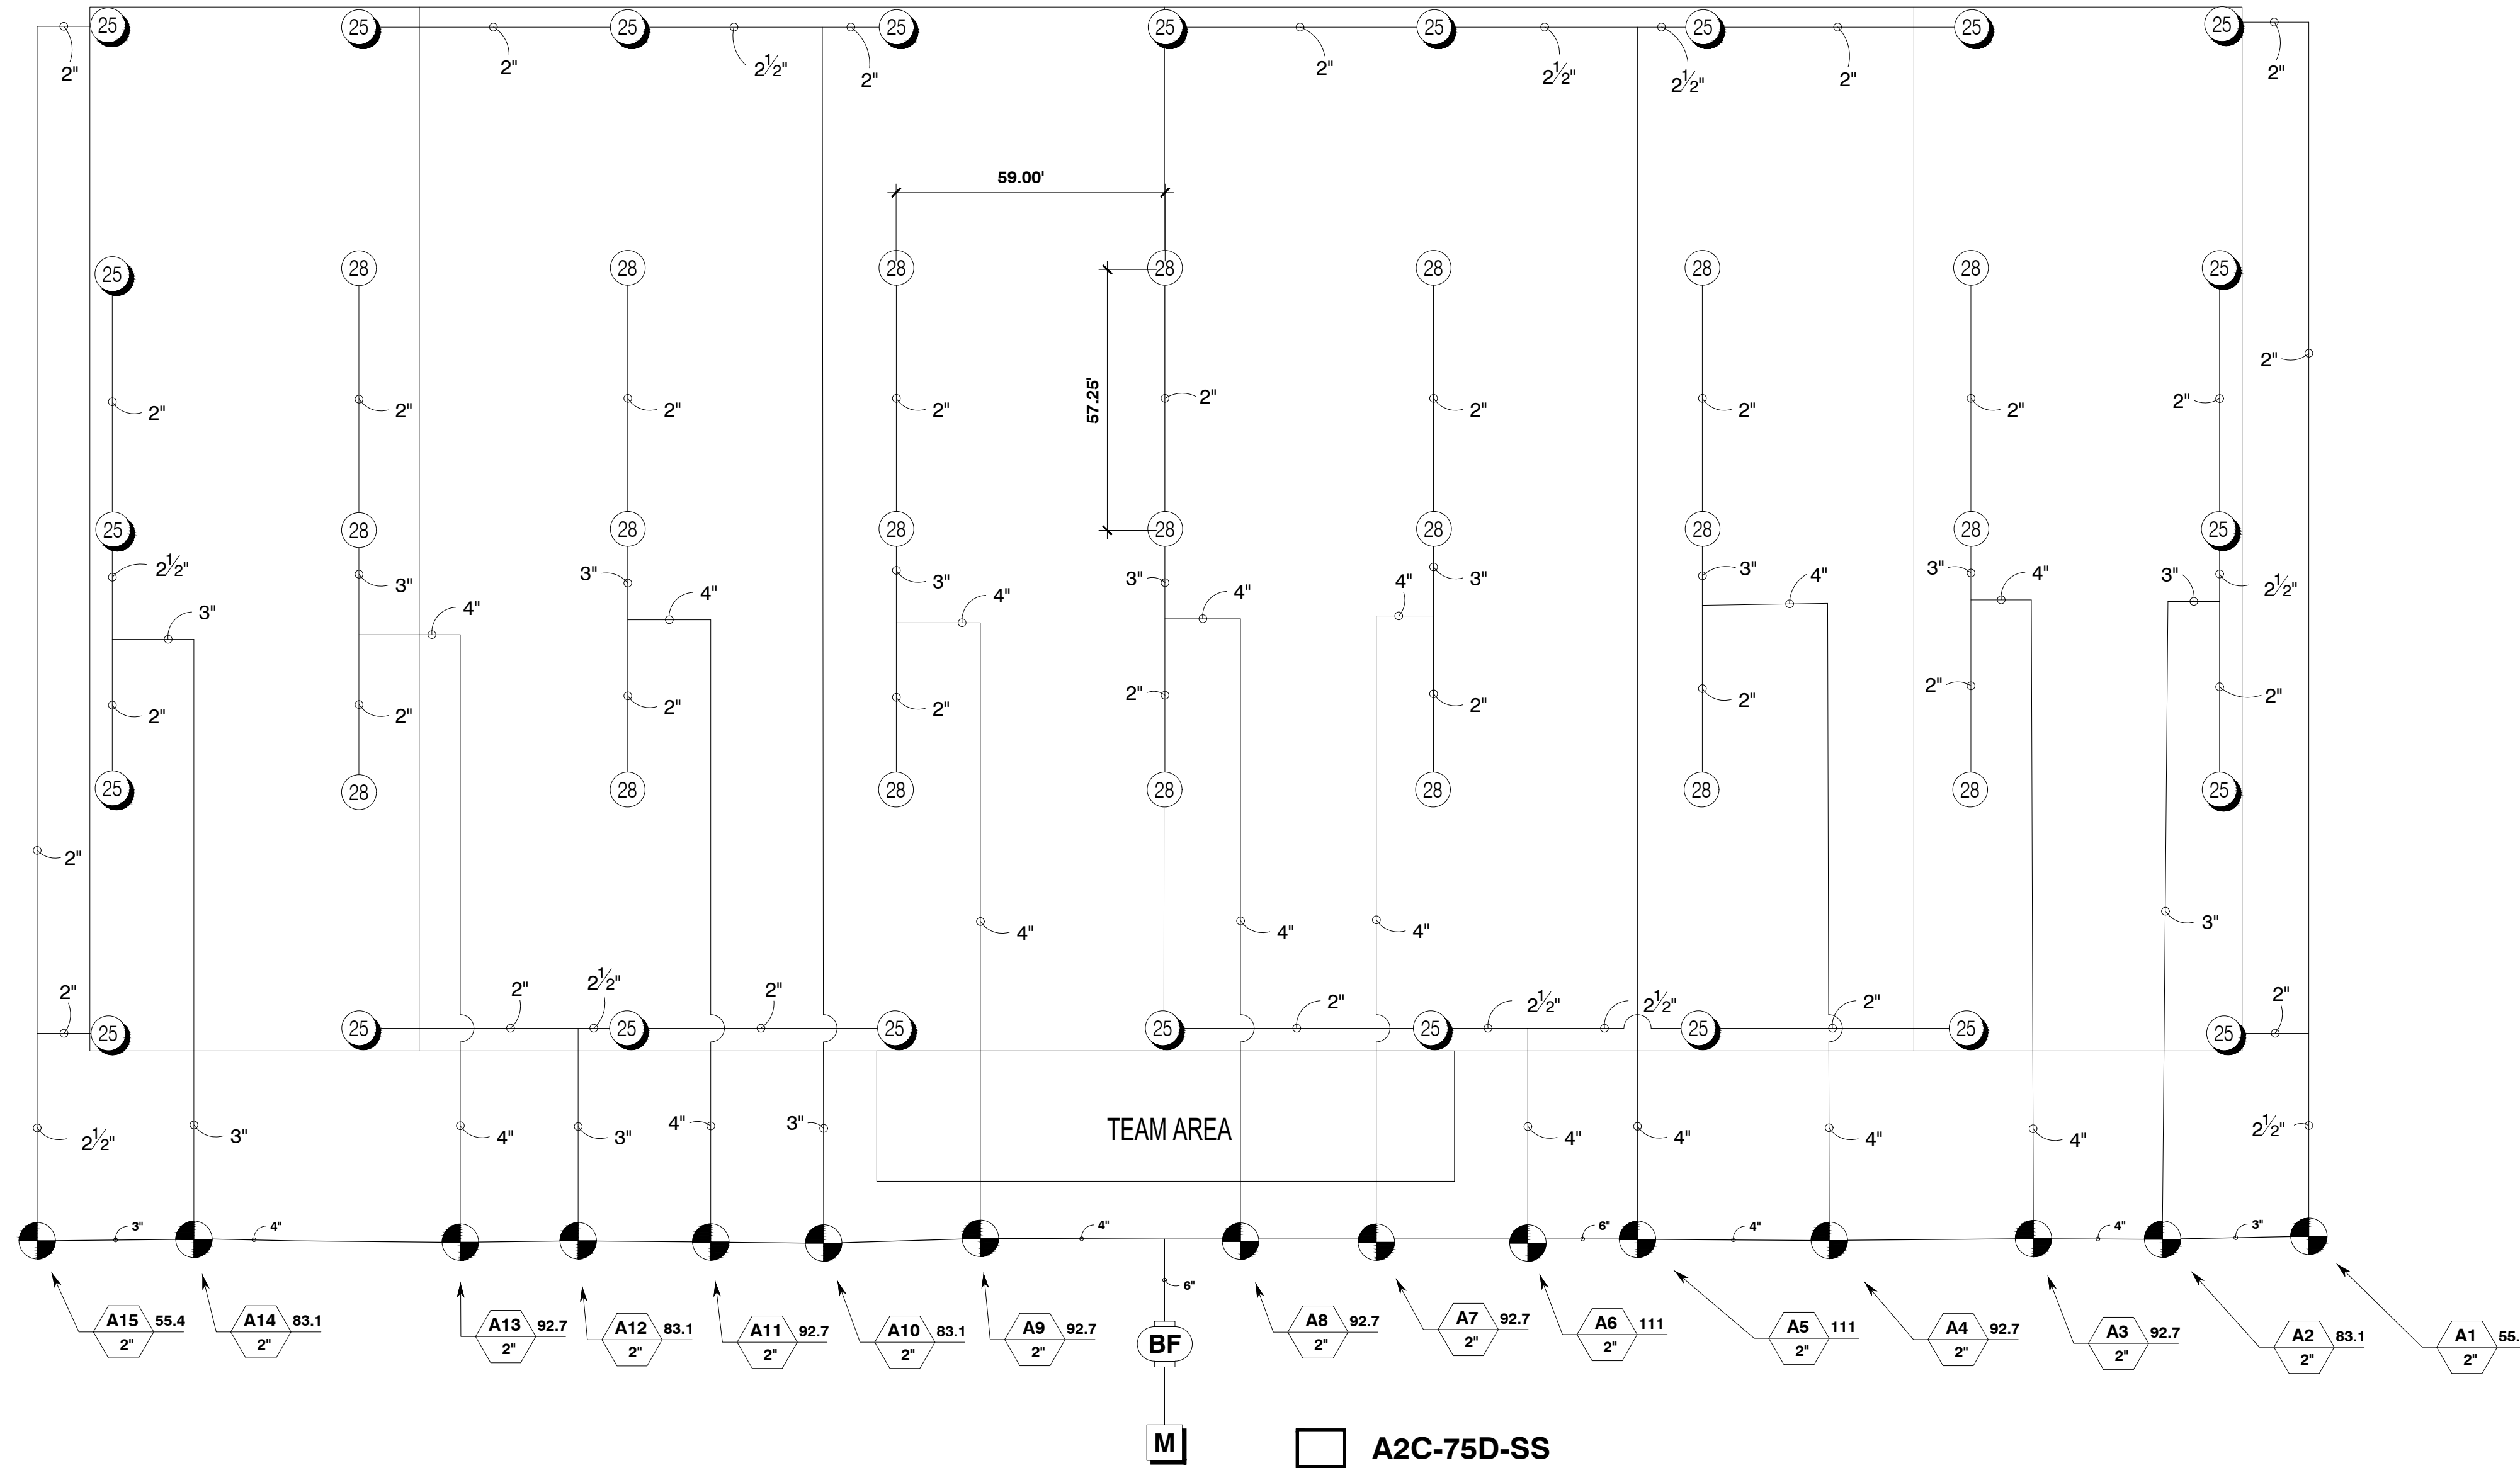 25 25 25 25 25 25 25 25 25
2" 2" 2½" 2" 2" 2½" 2½" 2" 2"
59.00'
25 28 28 28 28 28 28 28 25
57.25'
2"
2" 2" 2" 2" 2" 2" 2" 2" 2"
25 28 28 28 28 28 28 28 25
2½" 3" 3" 3" 3" 3" 3" 3" 2½"
3" 4" 4" 4" 4" 4" 4" 4" 3"
2" 2" 2" 2" 2" 2" 2" 2" 2"
25 28 28 28 28 28 28 28 25
2"
4" 4" 4" 3"
2" 2" 2½" 2" 2" 2½" 2½" 2" 2"
25 25 25 25 25 25 25 25 25
2½" 3" 4" 3" 4" 3" 4" 4" 4" 4" 2½"
TEAM AREA
3" 4" 4" 6" 4" 4" 3"
6"
A15 55.4
2"
A14 83.1
2"
A13 92.7
2"
A12 83.1
2"
A11 92.7
2"
A10 83.1
2"
A9 92.7
2"
BF
A8 92.7
2"
A7 92.7
2"
A6 111
2"
A5 111
2"
A4 92.7
2"
A3 92.7
2"
A2 83.1
2"
A1 55.
2"
M
A2C-75D-SS